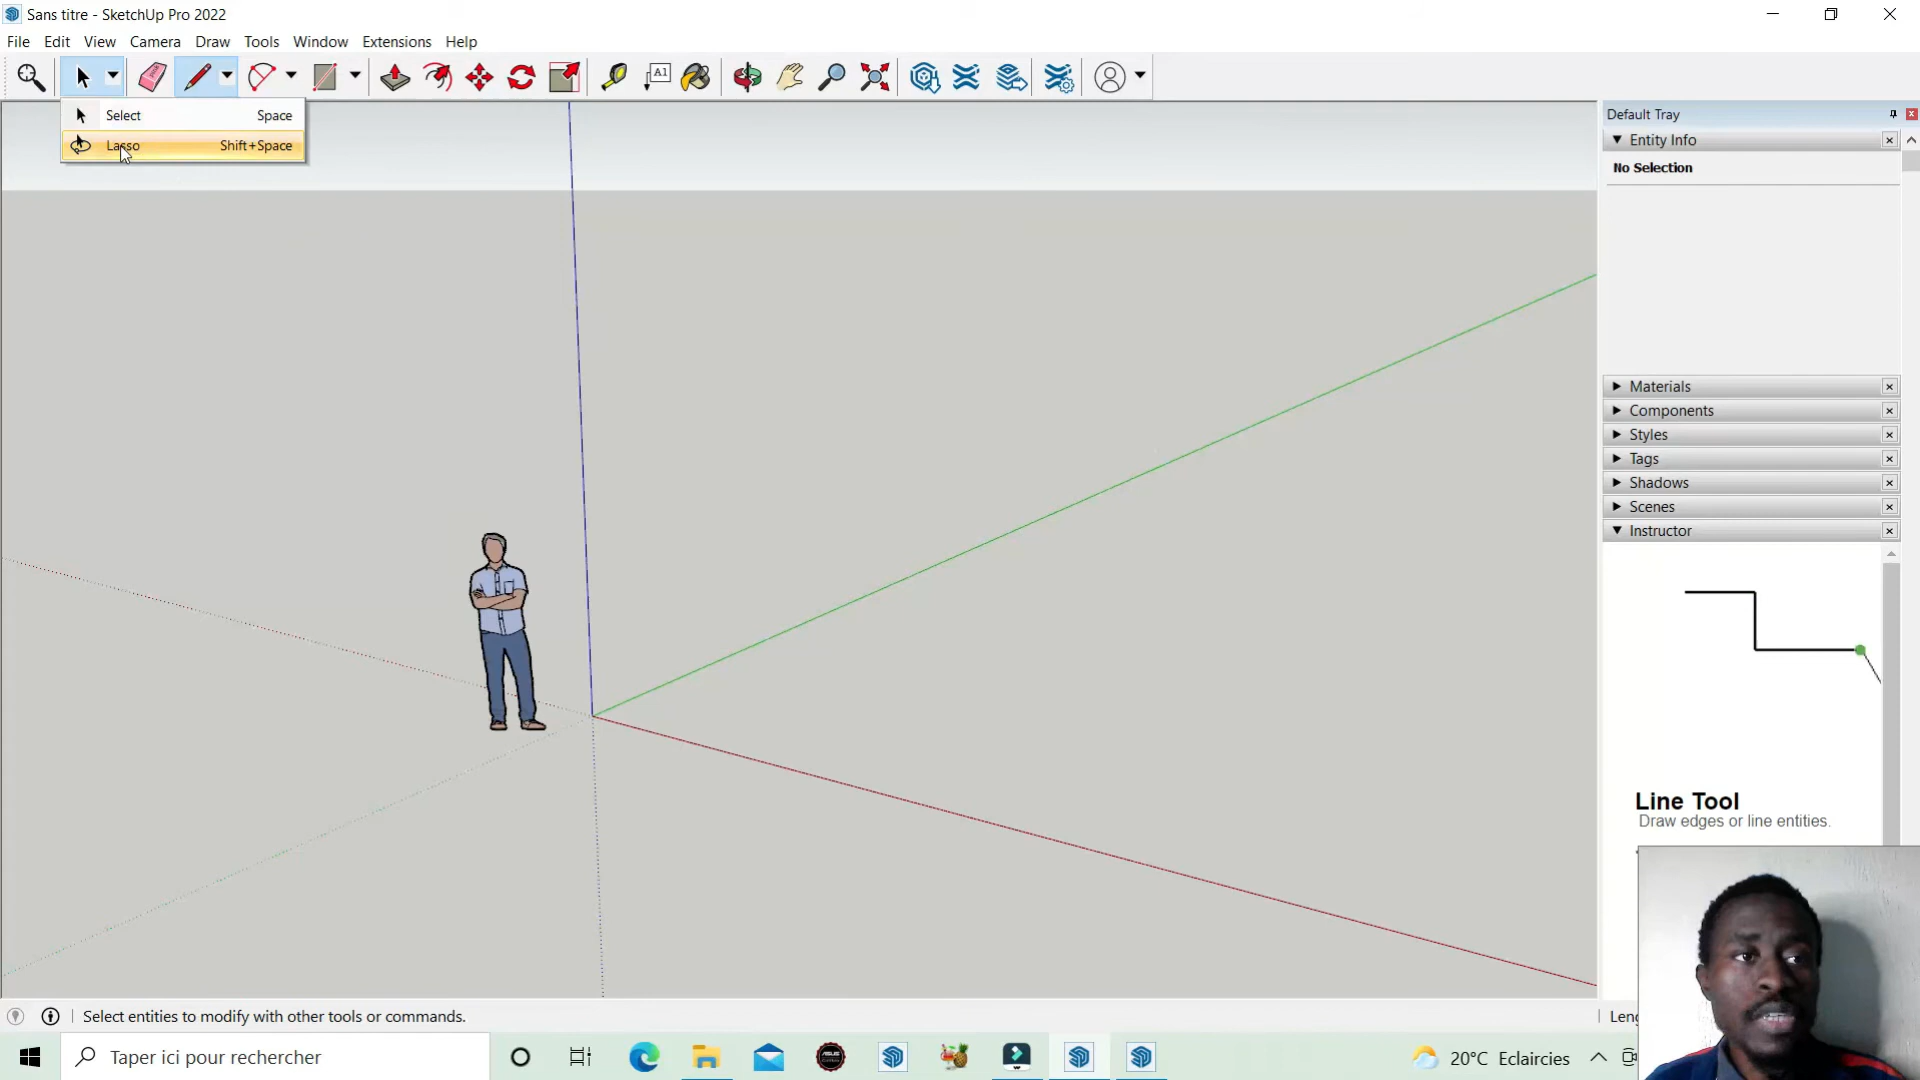 Sans titre - SketchUp Pro 2022
File Edit View Camera Draw Tools Window Extensions Help
A1
Select Space
Lasso Shift+Space
Default Tray
Entity Info
No Selection
Materials
Components
Styles
Tags
Shadows
Scenes
Instructor
Line Tool
Draw edges or line entities.
Select entities to modify with other tools or commands.
Taper ici pour rechercher
20°C Eclaircies